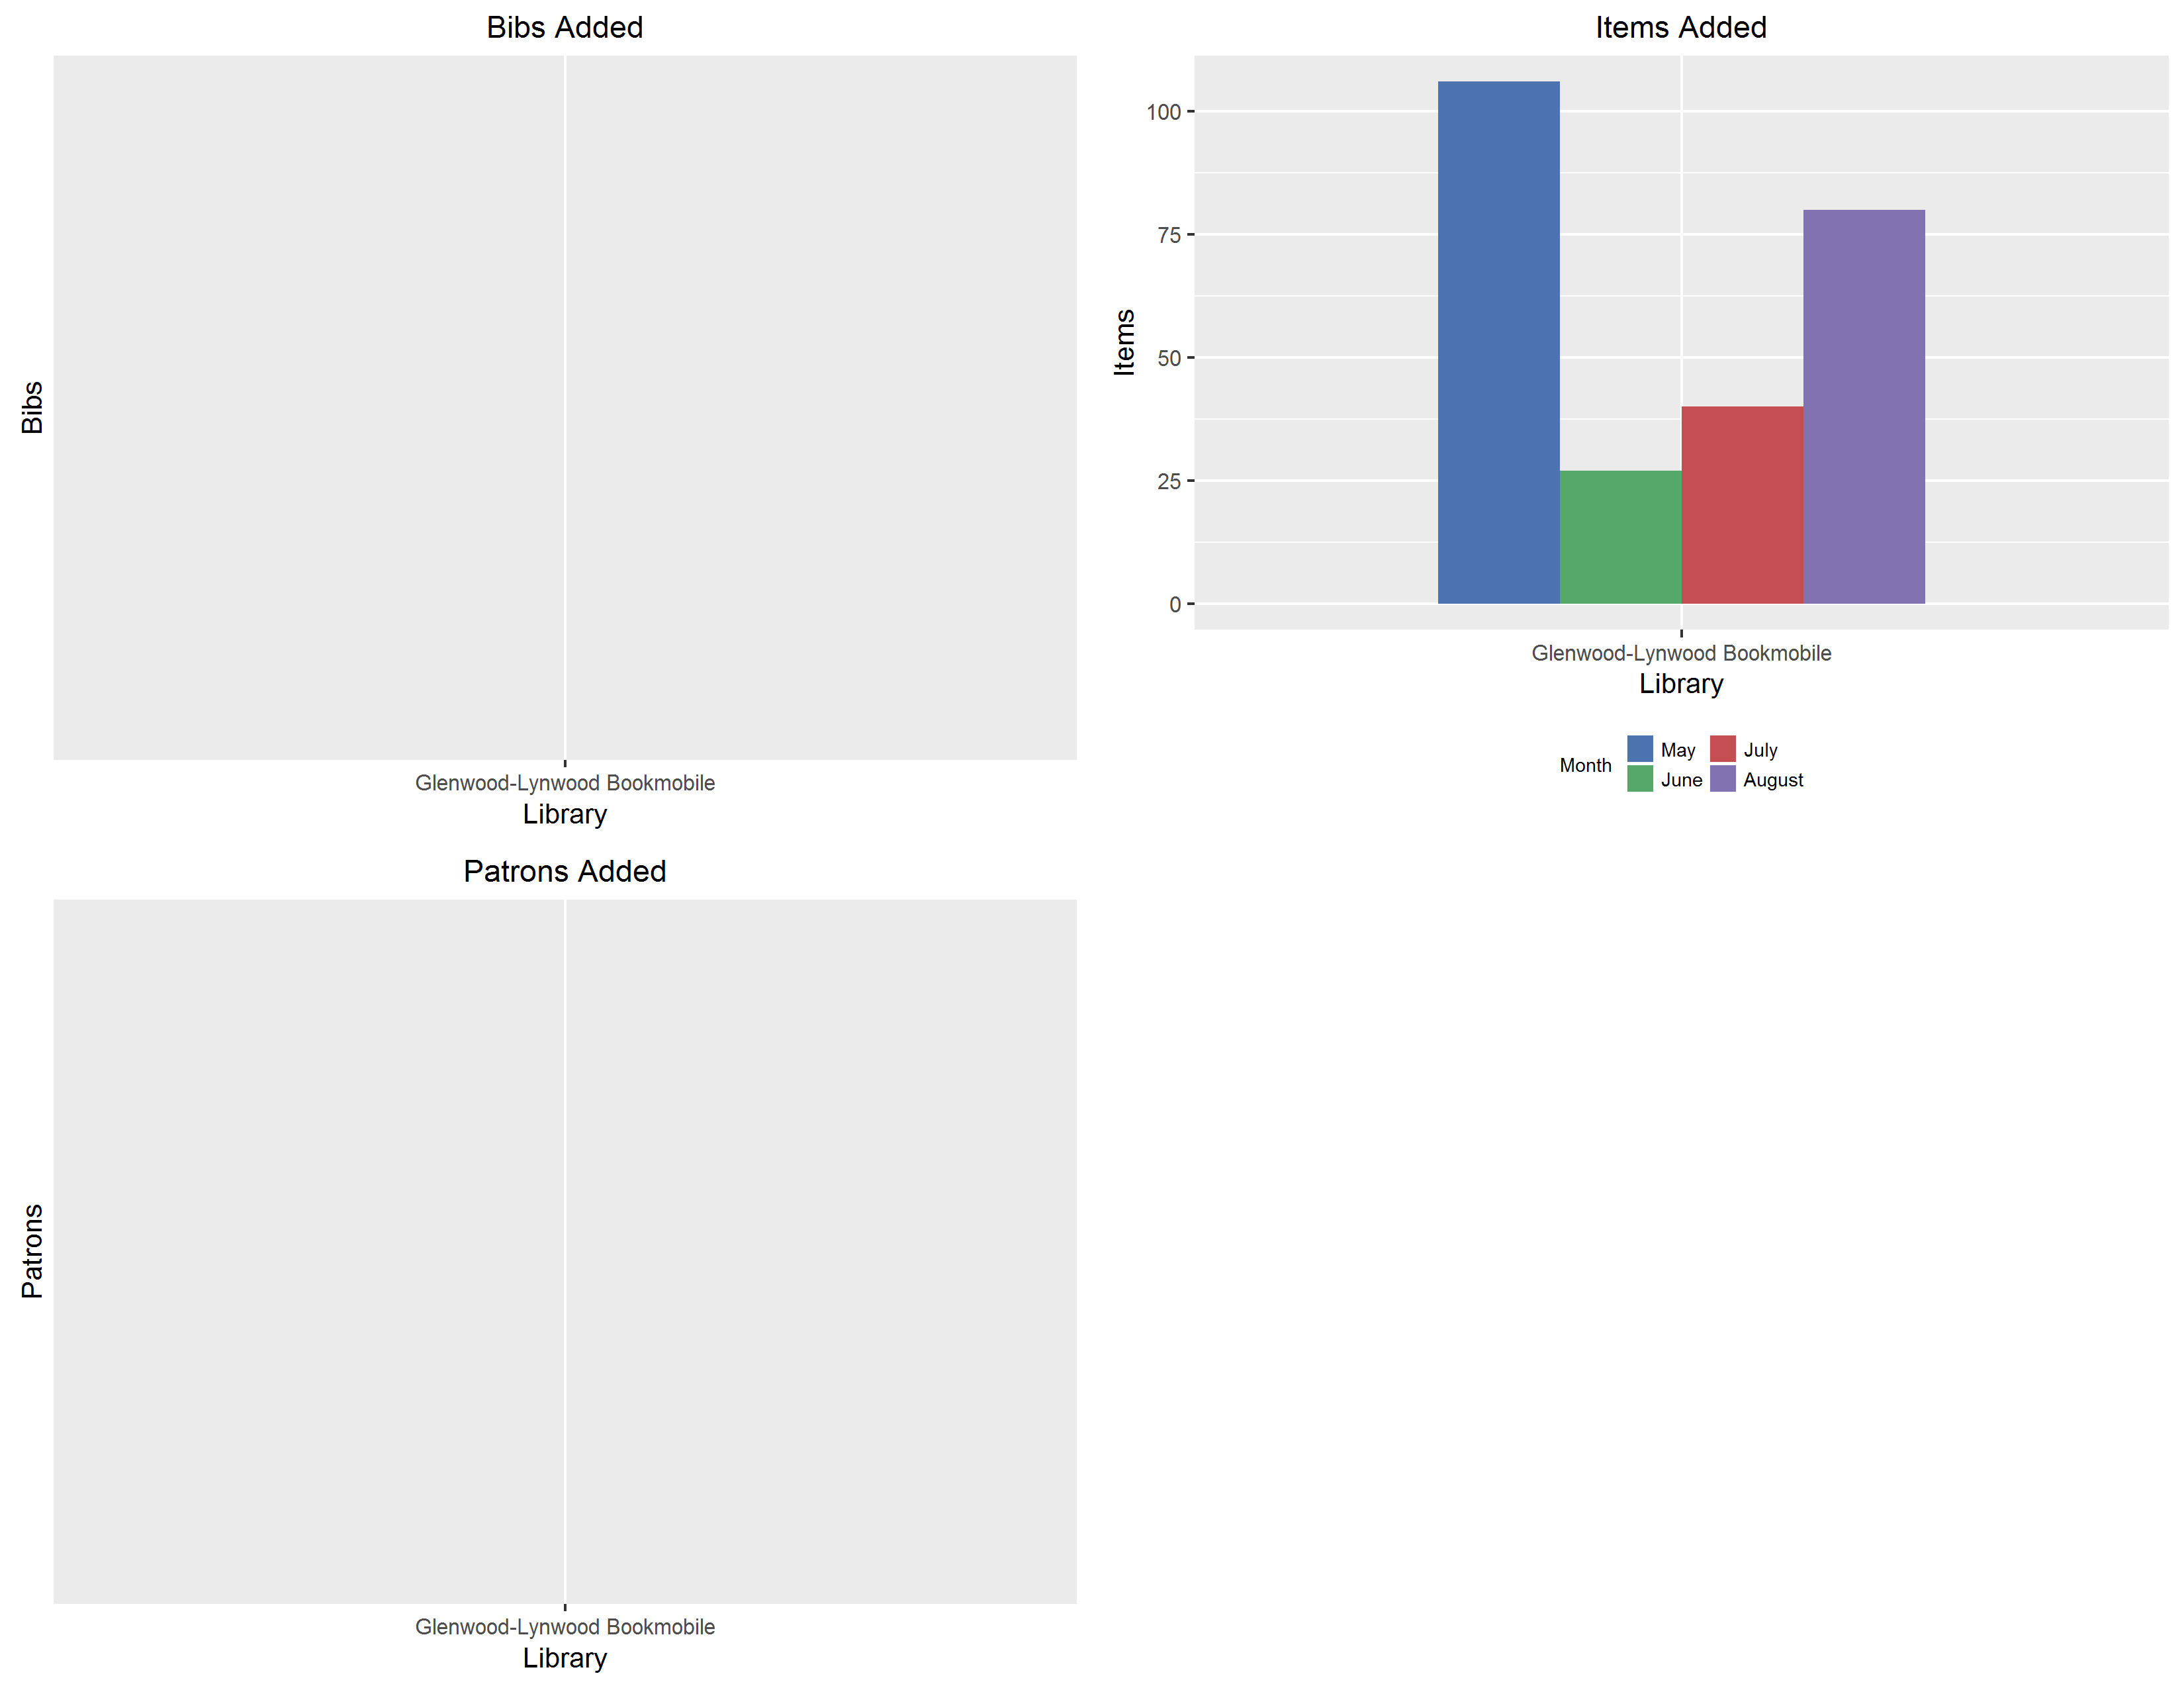 Bibs Added
Bibs
Glenwood-Lynwood Bookmobile
Library
Items Added
Items
100
75
50
25
0
Glenwood-Lynwood Bookmobile
Library
Month
May
July
June
August
Patrons Added
Patrons
Glenwood-Lynwood Bookmobile
Library